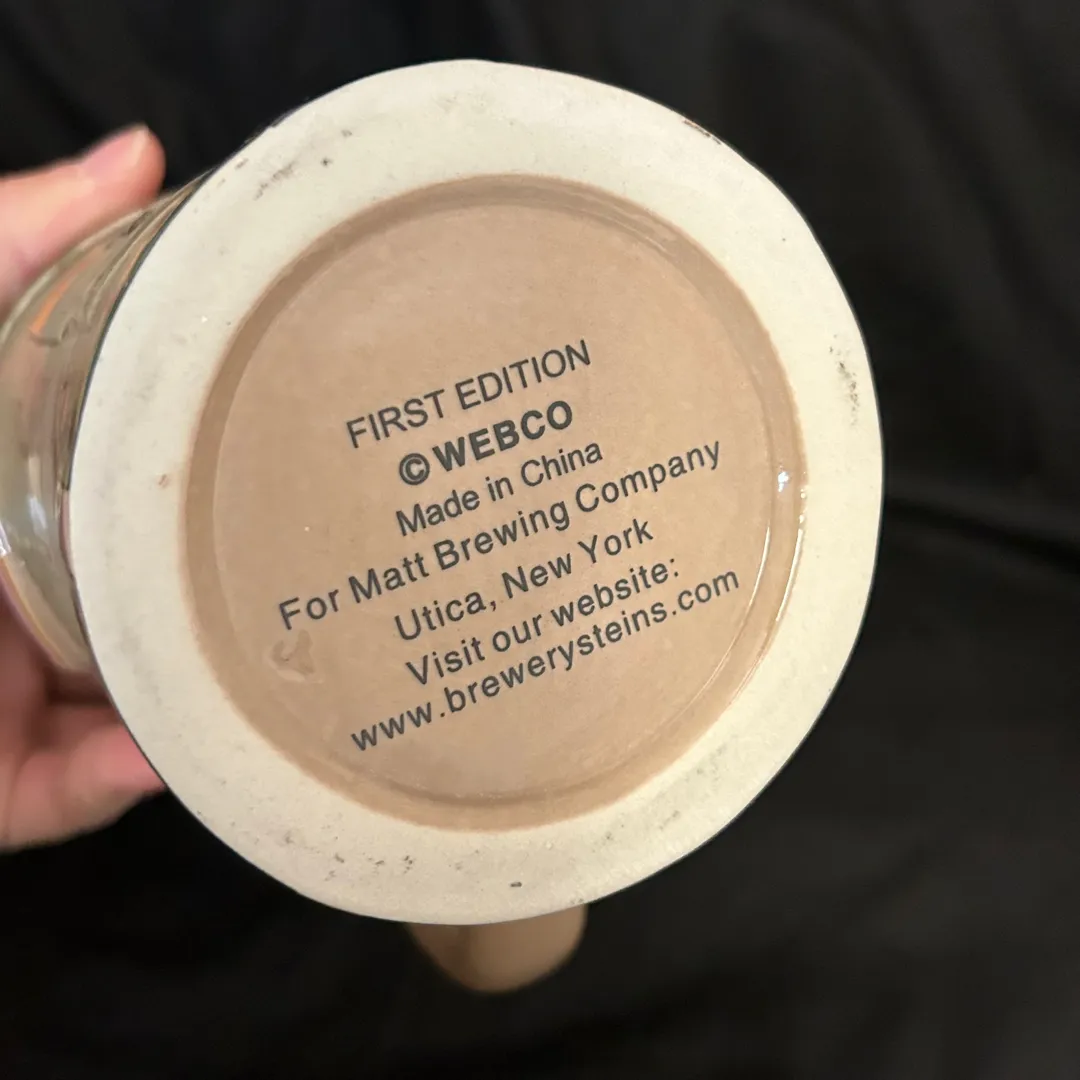 FIRST EDITION
©WEBCO
Made in China
For Matt Brewing Company
Utica, New York
Visit our website:
www.brewerysteins.com